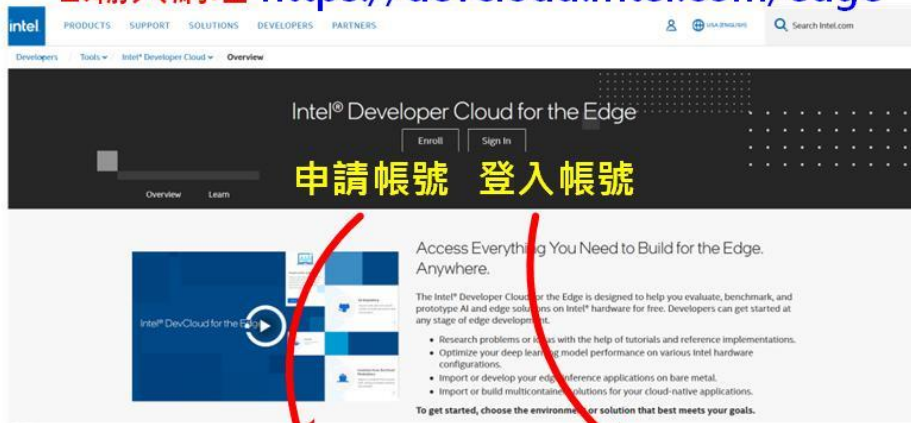 https://devcloud.intel.com/edge
intel PRODUCTS SUPPORT SOLUTIONS DEVELOPERS PARTNERS USA (ENGLISH) Search Intel.com
Developers Tools Intel® Developer Cloud Overview
Intel® Developer Cloud for the Edge
Enroll Sign In
申請帳號 登入帳號
Overview Learn
Access Everything You Need to Build for the Edge.
Anywhere.
The Intel® Developer Cloud for the Edge is designed to help you evaluate, benchmark, and
prototype AI and edge solutions on Intel® hardware for free. Developers can get started at
any stage of edge development.
• Research problems or ideas with the help of tutorials and reference implementations.
• Optimize your deep learning model performance on various Intel hardware
configurations.
• Import or develop your edge inference applications on bare metal.
• Import or build multicontainer solutions for your cloud-native applications.
To get started, choose the environment or solution that best meets your goals.
Intel® DevCloud for the Edge